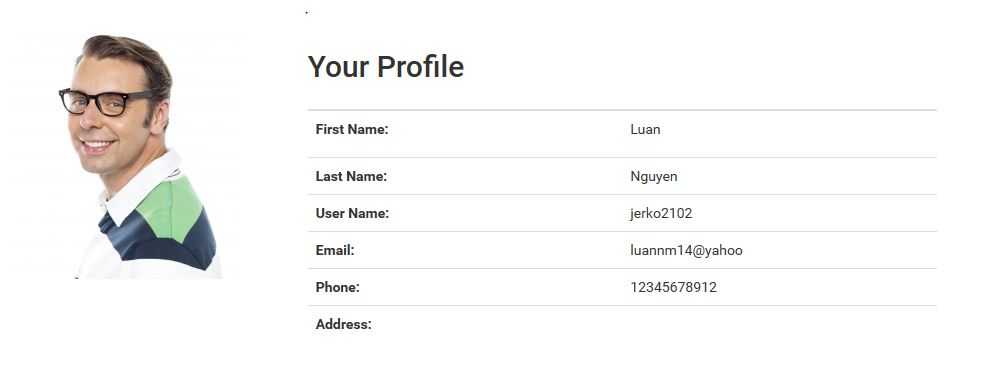 Your Profile
First Name: Luan
Last Name: Nguyen
User Name: jerko2102
Email: luannm14@yahoo
Phone: 12345678912
Address: